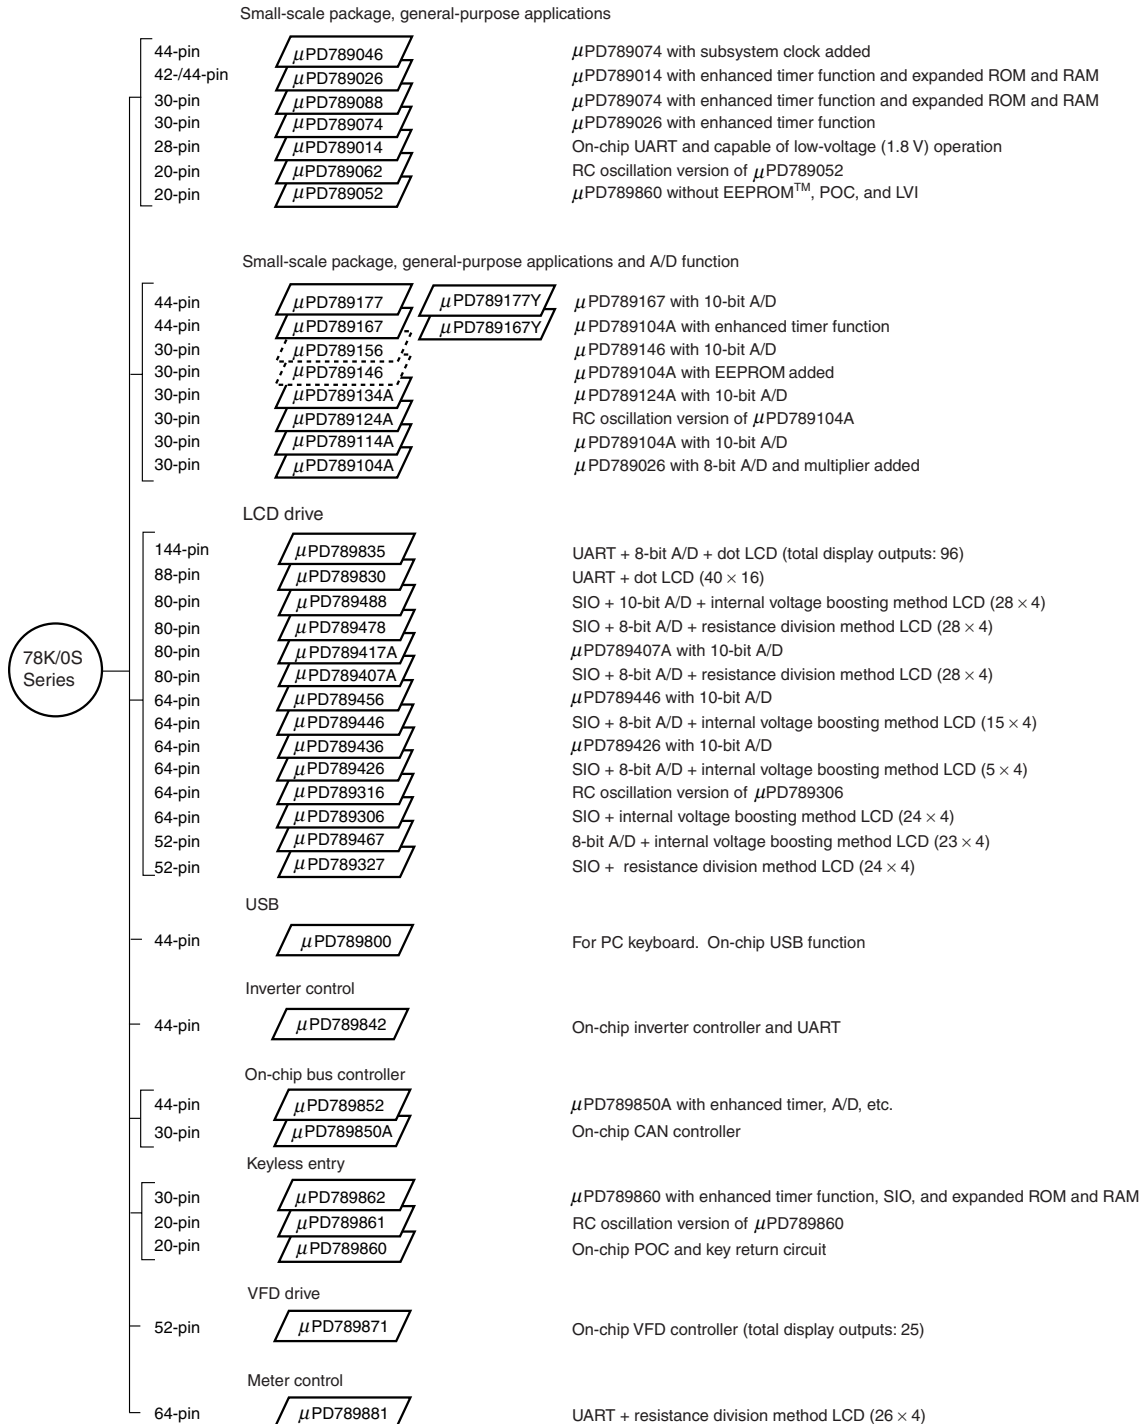 Small-scale package, general-purpose applications
44-pin μPD789046 μPD789074 with subsystem clock added
42-/44-pin μPD789026 μPD789014 with enhanced timer function and expanded ROM and RAM
30-pin μPD789088 μPD789074 with enhanced timer function and expanded ROM and RAM
30-pin μPD789074 μPD789026 with enhanced timer function
28-pin μPD789014 On-chip UART and capable of low-voltage (1.8 V) operation
20-pin μPD789062 RC oscillation version of μPD789052
20-pin μPD789052 μPD789860 without EEPROM™, POC, and LVI
Small-scale package, general-purpose applications and A/D function
44-pin μPD789177 μPD789177Y μPD789167 with 10-bit A/D
44-pin μPD789167 μPD789167Y μPD789104A with enhanced timer function
30-pin μPD789156 μPD789146 with 10-bit A/D
30-pin μPD789146 μPD789104A with EEPROM added
30-pin μPD789134A μPD789124A with 10-bit A/D
30-pin μPD789124A RC oscillation version of μPD789104A
30-pin μPD789114A μPD789104A with 10-bit A/D
30-pin μPD789104A μPD789026 with 8-bit A/D and multiplier added
LCD drive
144-pin μPD789835 UART + 8-bit A/D + dot LCD (total display outputs: 96)
88-pin μPD789830 UART + dot LCD (40 × 16)
80-pin μPD789488 SIO + 10-bit A/D + internal voltage boosting method LCD (28 × 4)
80-pin μPD789478 SIO + 8-bit A/D + resistance division method LCD (28 × 4)
80-pin μPD789417A μPD789407A with 10-bit A/D
80-pin μPD789407A SIO + 8-bit A/D + resistance division method LCD (28 × 4)
64-pin μPD789456 μPD789446 with 10-bit A/D
64-pin μPD789446 SIO + 8-bit A/D + internal voltage boosting method LCD (15 × 4)
64-pin μPD789436 μPD789426 with 10-bit A/D
64-pin μPD789426 SIO + 8-bit A/D + internal voltage boosting method LCD (5 × 4)
64-pin μPD789316 RC oscillation version of μPD789306
64-pin μPD789306 SIO + internal voltage boosting method LCD (24 × 4)
52-pin μPD789467 8-bit A/D + internal voltage boosting method LCD (23 × 4)
52-pin μPD789327 SIO + resistance division method LCD (24 × 4)
78K/0S
Series
USB
44-pin μPD789800 For PC keyboard. On-chip USB function
Inverter control
44-pin μPD789842 On-chip inverter controller and UART
On-chip bus controller
44-pin μPD789852 μPD789850A with enhanced timer, A/D, etc.
30-pin μPD789850A On-chip CAN controller
Keyless entry
30-pin μPD789862 μPD789860 with enhanced timer function, SIO, and expanded ROM and RAM
20-pin μPD789861 RC oscillation version of μPD789860
20-pin μPD789860 On-chip POC and key return circuit
VFD drive
52-pin μPD789871 On-chip VFD controller (total display outputs: 25)
Meter control
64-pin μPD789881 UART + resistance division method LCD (26 × 4)